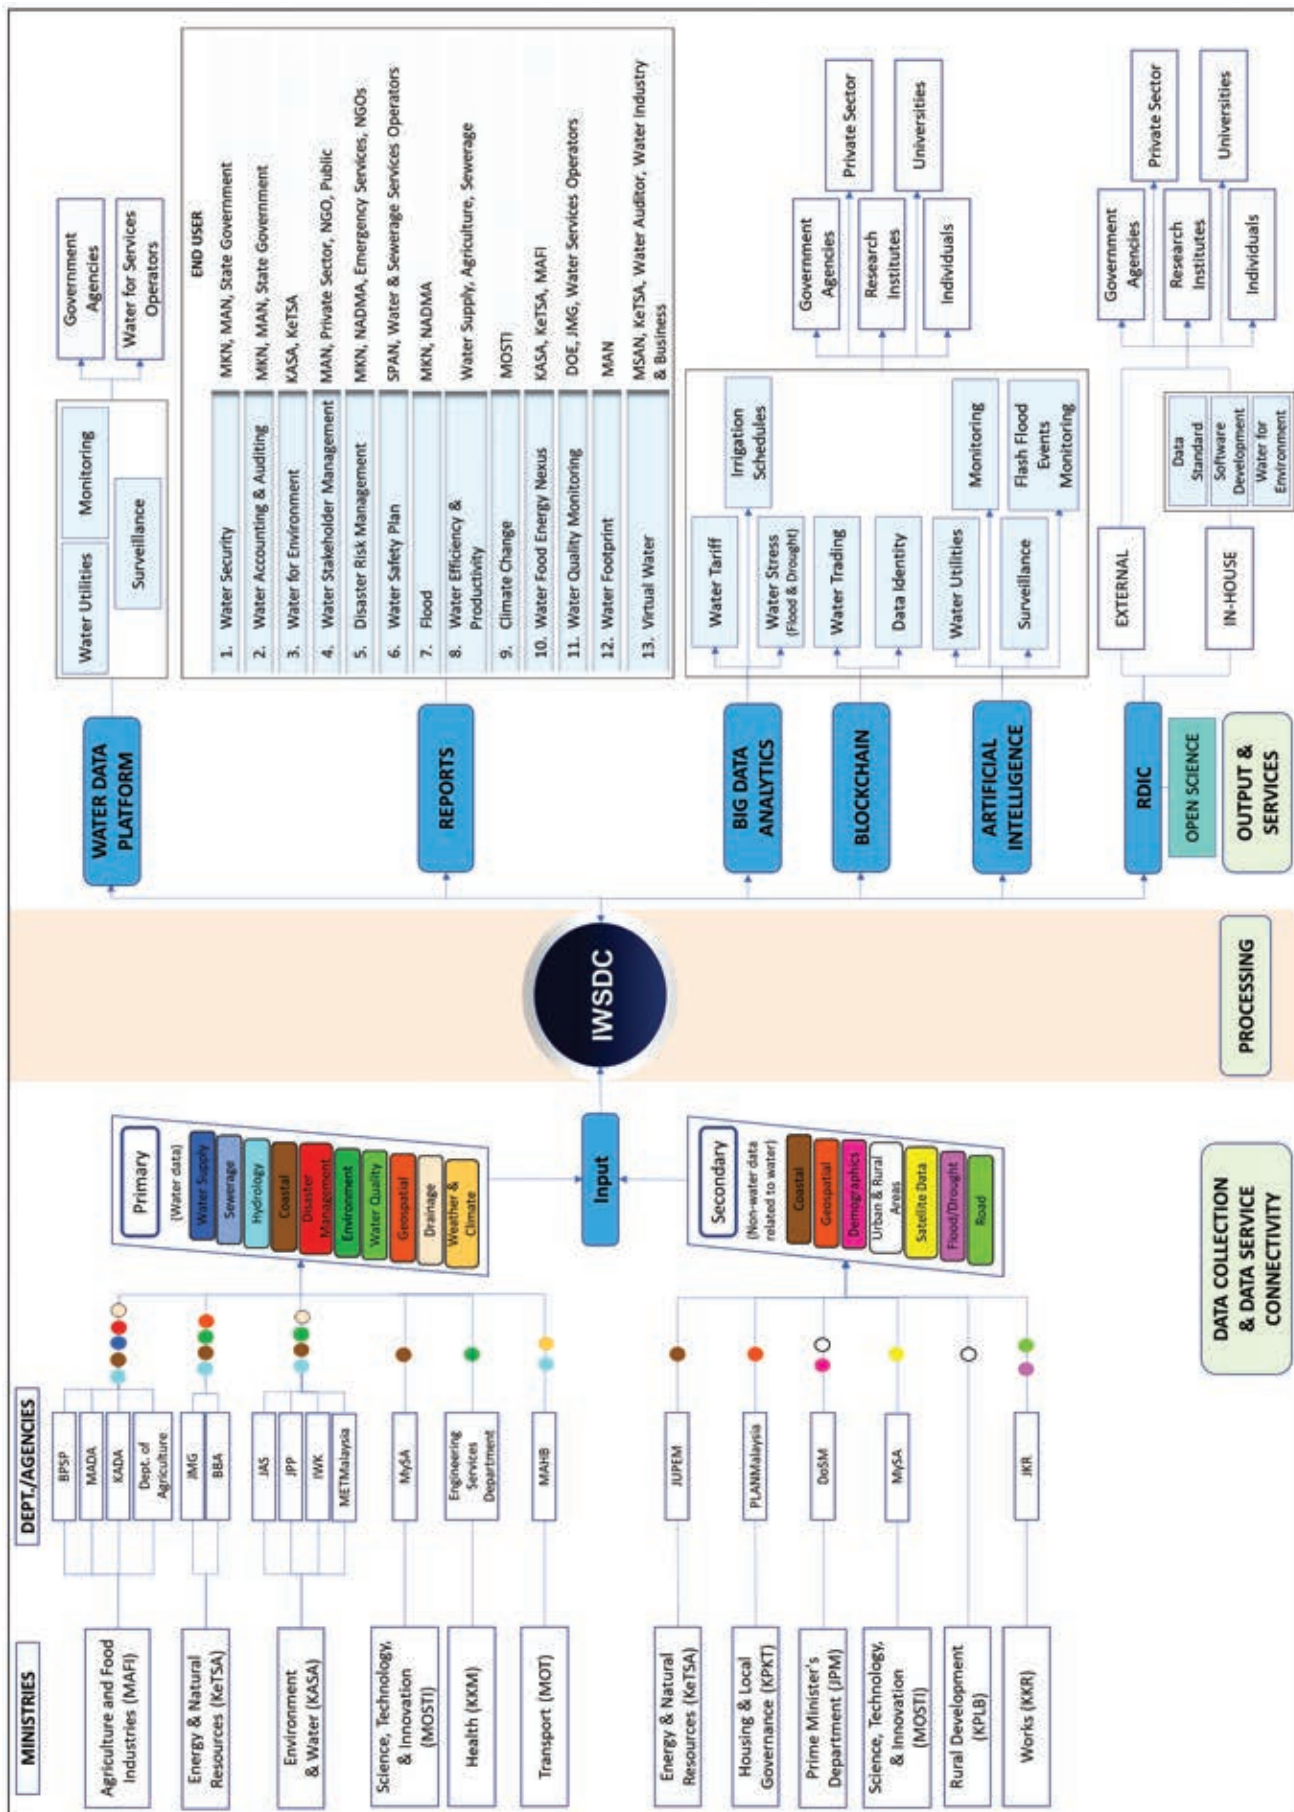 MINISTRIES
DEPT./AGENCIES
Agriculture and Food
Industries (MAFI)
BPSP
MADA
KADA
Dept. of
Agriculture
Energy & Natural
Resources (KeTSA)
JMG
BBA
Environment
& Water (KASA)
JAS
JPP
IWK
METMalaysia
Science, Technology,
& Innovation
(MOSTI)
MySA
Health (KKM)
Engineering
Services
Department
Transport (MOT)
MAHB
Energy & Natural
Resources (KeTSA)
JUPEM
Housing & Local
Governance (KPKT)
PLANMalaysia
Prime Minister's
Department (JPM)
DoSM
Science, Technology,
& Innovation
(MOSTI)
MySA
Rural Development
(KPLB)
Works (KKR)
JKR
Primary
(Water data)
Water Supply
Sewerage
Hydrology
Coastal
Disaster
Management
Environment
Water Quality
Geospatial
Drainage
Weather &
Climate
Input
Secondary
(Non-water data
related to water)
Coastal
Geospatial
Demographics
Urban & Rural
Areas
Satellite Data
Flood/Drought
Road
DATA COLLECTION
& DATA SERVICE
CONNECTIVITY
IWSDC
PROCESSING
WATER DATA
PLATFORM
Water Utilities
Monitoring
Surveillance
Government
Agencies
Water for Services
Operators
REPORTS
END USER
1. Water Security
MKN, MAN, State Government
2. Water Accounting & Auditing
MKN, MAN, State Government
3. Water for Environment
KASA, KeTSA
4. Water Stakeholder Management
MAN, Private Sector, NGO, Public
5. Disaster Risk Management
MKN, NADMA, Emergency Services, NGOs
6. Water Safety Plan
SPAN, Water & Sewerage Services Operators
7. Flood
MKN, NADMA
8. Water Efficiency &
Productivity
Water Supply, Agriculture, Sewerage
9. Climate Change
MOSTI
10. Water Food Energy Nexus
KASA, KeTSA, MAFI
11. Water Quality Monitoring
DOE, JMG, Water Services Operators
12. Water Footprint
MAN
13. Virtual Water
MSAN, KeTSA, Water Auditor, Water Industry
& Business
BIG DATA
ANALYTICS
Water Tariff
Irrigation
Schedules
Water Stress
(Flood & Drought)
BLOCKCHAIN
Water Trading
Data Identity
ARTIFICIAL
INTELLIGENCE
Water Utilities
Monitoring
Surveillance
Flash Flood
Events
Monitoring
Government
Agencies
Private Sector
Research
Institutes
Universities
Individuals
RDIC
OPEN SCIENCE
EXTERNAL
IN-HOUSE
Data
Standard
Software
Development
Water for
Environment
Government
Agencies
Private Sector
Research
Institutes
Universities
Individuals
OUTPUT &
SERVICES